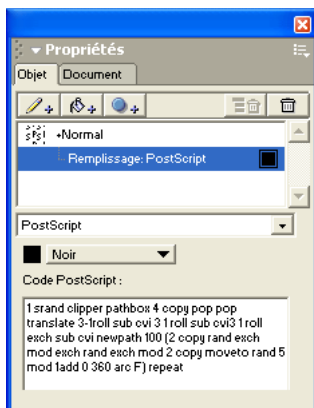 Propriétés
Objet Document
+Normal
Remplissage: PostScript
PostScript
Noir
Code PostScript :
1 srand clipper pathbox 4 copy pop pop
translate 3-1roll sub cvi 3 1 roll sub cvi3 1 roll
exch sub cvi newpath 100 (2 copy rand exch
mod exch rand exch mod 2 copy moveto rand 5
mod 1add 0 360 arc F) repeat